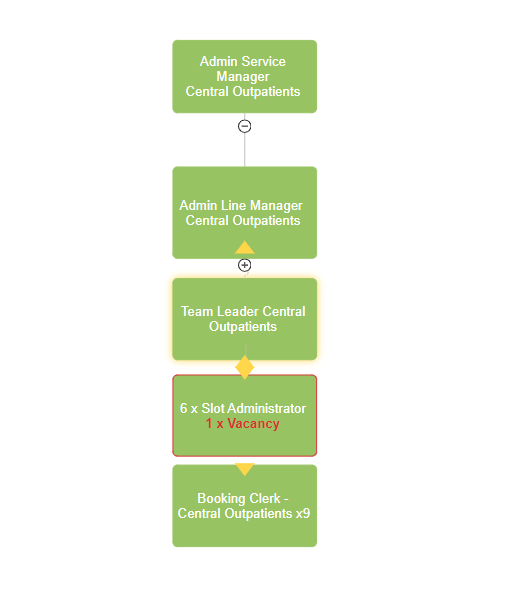 Admin Service
Manager
Central Outpatients
Admin Line Manager
Central Outpatients
Team Leader Central
Outpatients
6 x Slot Administrator
1 x Vacancy
Booking Clerk -
Central Outpatients x9